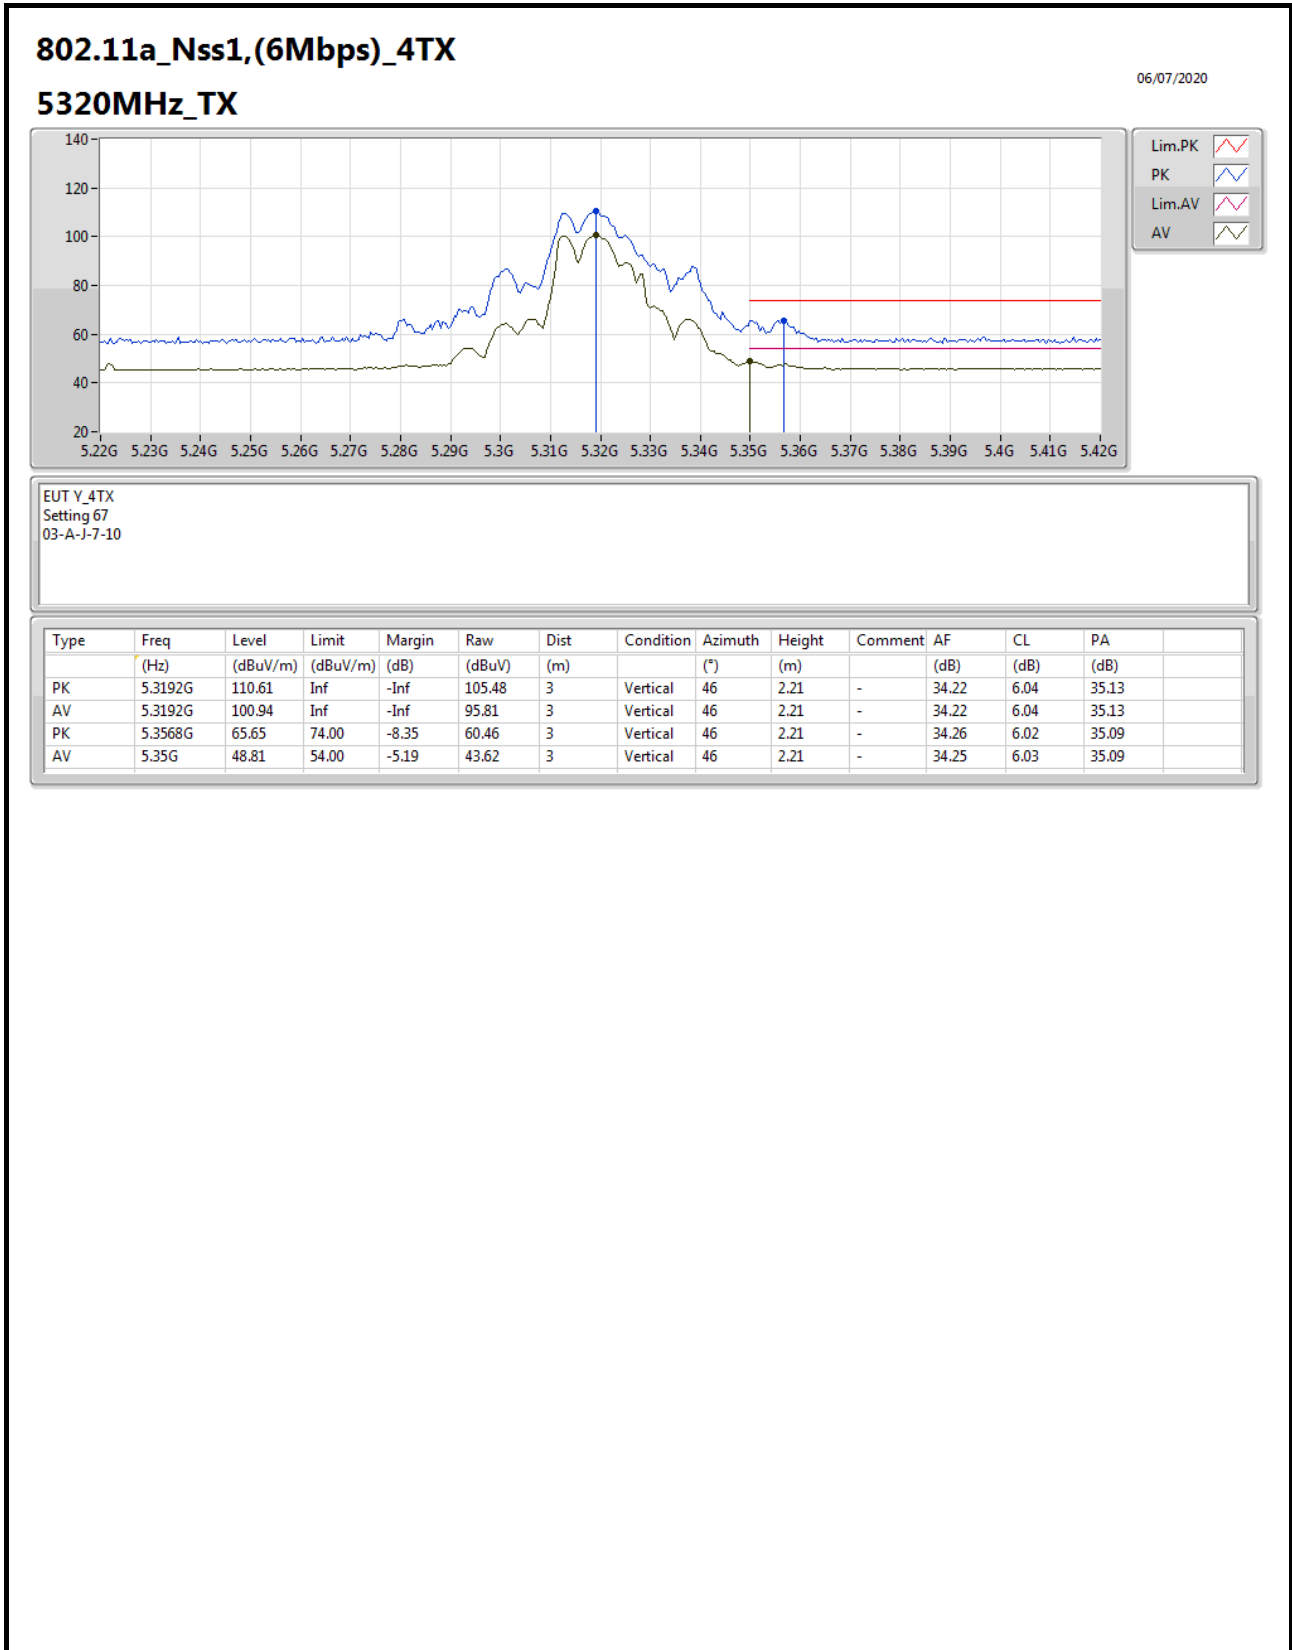 802.11a_Nss1,(6Mbps)_4TX
06/07/2020
5320MHz_TX
140
120
100
80
60
40
20
5.22G 5.23G 5.24G 5.25G 5.26G 5.27G 5.28G 5.29G 5.3G 5.31G 5.32G 5.33G 5.34G 5.35G 5.36G 5.37G 5.38G 5.39G 5.4G 5.41G 5.42G
Lim.PK
PK
Lim.AV
AV
EUT Y_4TX
Setting 67
03-A-J-7-10
Type Freq Level Limit Margin Raw Dist Condition Azimuth Height Comment AF CL PA
(Hz) (dBuV/m) (dBuV/m) (dB) (dBuV) (m) (°) (m) (dB) (dB) (dB)
PK 5.3192G 110.61 Inf -Inf 105.48 3 Vertical 46 2.21 - 34.22 6.04 35.13
AV 5.3192G 100.94 Inf -Inf 95.81 3 Vertical 46 2.21 - 34.22 6.04 35.13
PK 5.3568G 65.65 74.00 -8.35 60.46 3 Vertical 46 2.21 - 34.26 6.02 35.09
AV 5.35G 48.81 54.00 -5.19 43.62 3 Vertical 46 2.21 - 34.25 6.03 35.09